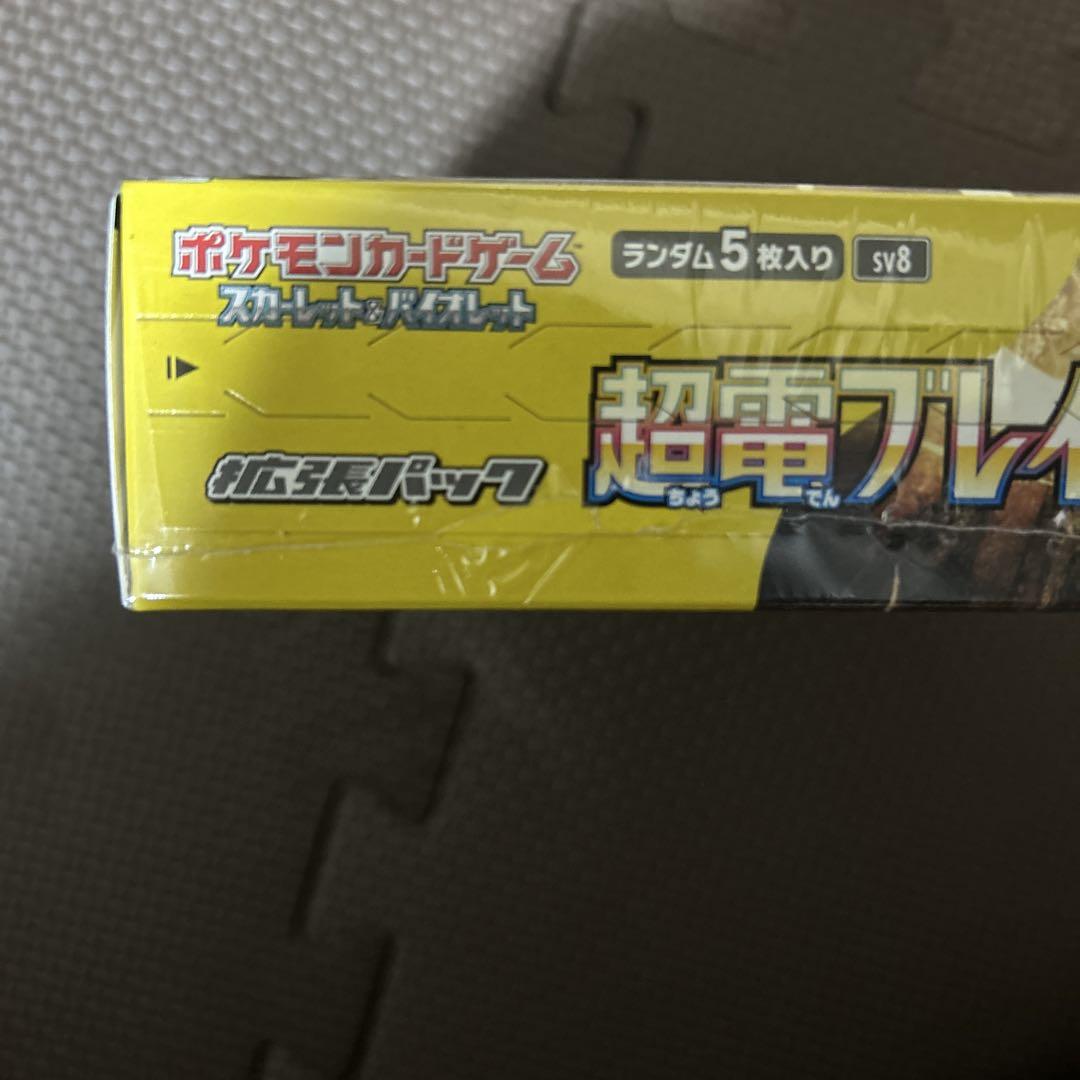 ポケモンカードゲーム
スカーレット&バイオレット
ランダム5枚入り
SV8
拡張パック
超電ブレイ
ちょう でん